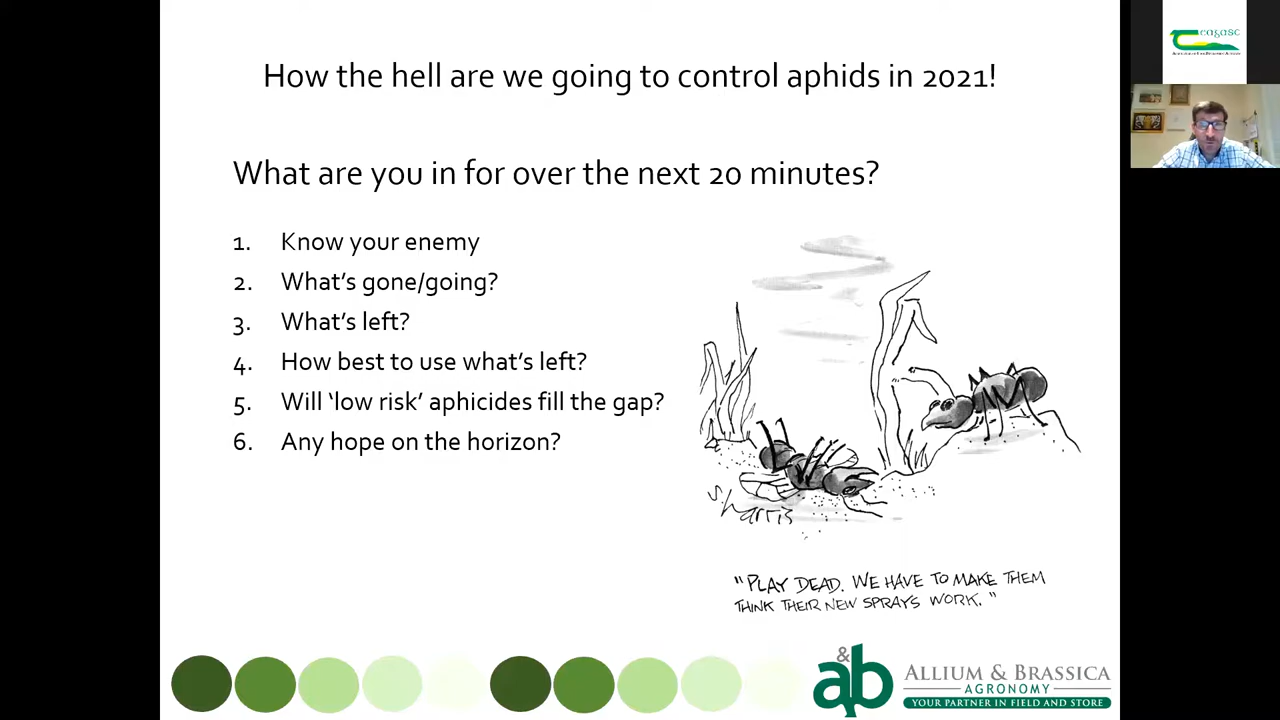 How the hell are we going to control aphids in 2021!
What are you in for over the next 20 minutes?
1. Know your enemy
2. What's gone/going?
3. What's left?
4. How best to use what's left?
5. Will 'low risk' aphicides fill the gap?
6. Any hope on the horizon?
S.Harris
"PLAY DEAD. WE HAVE TO MAKE THEM
THINK THEIR NEW SPRAYS WORK."
&
ab
ALLIUM & BRASSICA
AGRONOMY
YOUR PARTNER IN FIELD AND STORE
teagasc